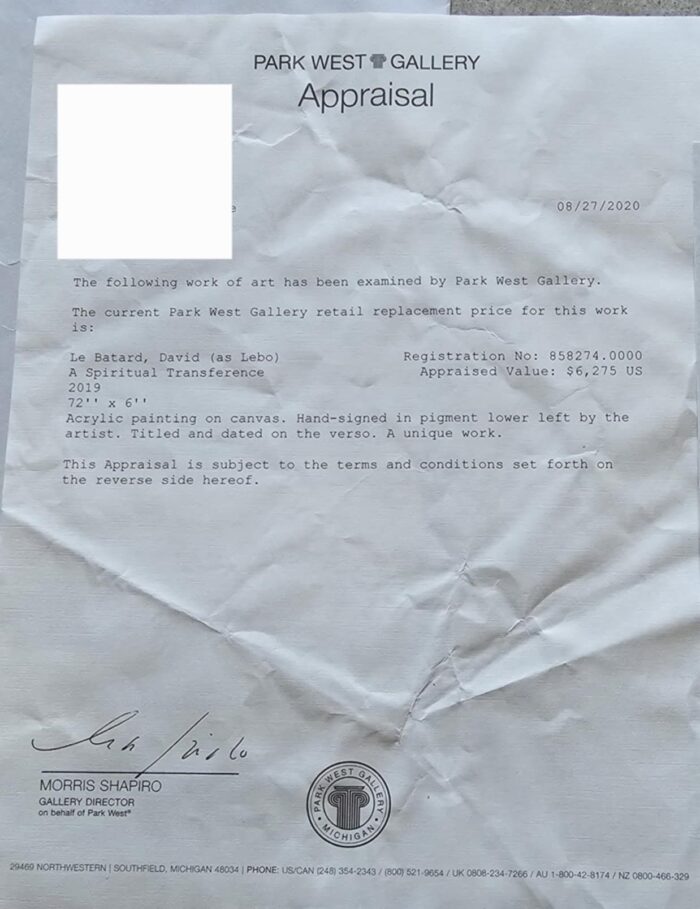 PARK WEST GALLERY
Appraisal
e
08/27/2020
The following work of art has been examined by Park West Gallery.
The current Park West Gallery retail replacement price for this work
is:
Le Batard, David (as Lebo) Registration No: 858274.0000
A Spiritual Transference Appraised Value: $6,275 US
2019
72'' x 6''
Acrylic painting on canvas. Hand-signed in pigment lower left by the
artist. Titled and dated on the verso. A unique work.
This Appraisal is subject to the terms and conditions set forth on
the reverse side hereof.
MORRIS SHAPIRO
GALLERY DIRECTOR
on behalf of Park West®
PARK WEST GALLERY
• MICHIGAN •
29469 NORTHWESTERN | SOUTHFIELD, MICHIGAN 48034 | PHONE: US/CAN (248) 354-2343 / (800) 521-9654 / UK 0808-234-7266 / AU 1-800-42-8174 / NZ 0800-466-329